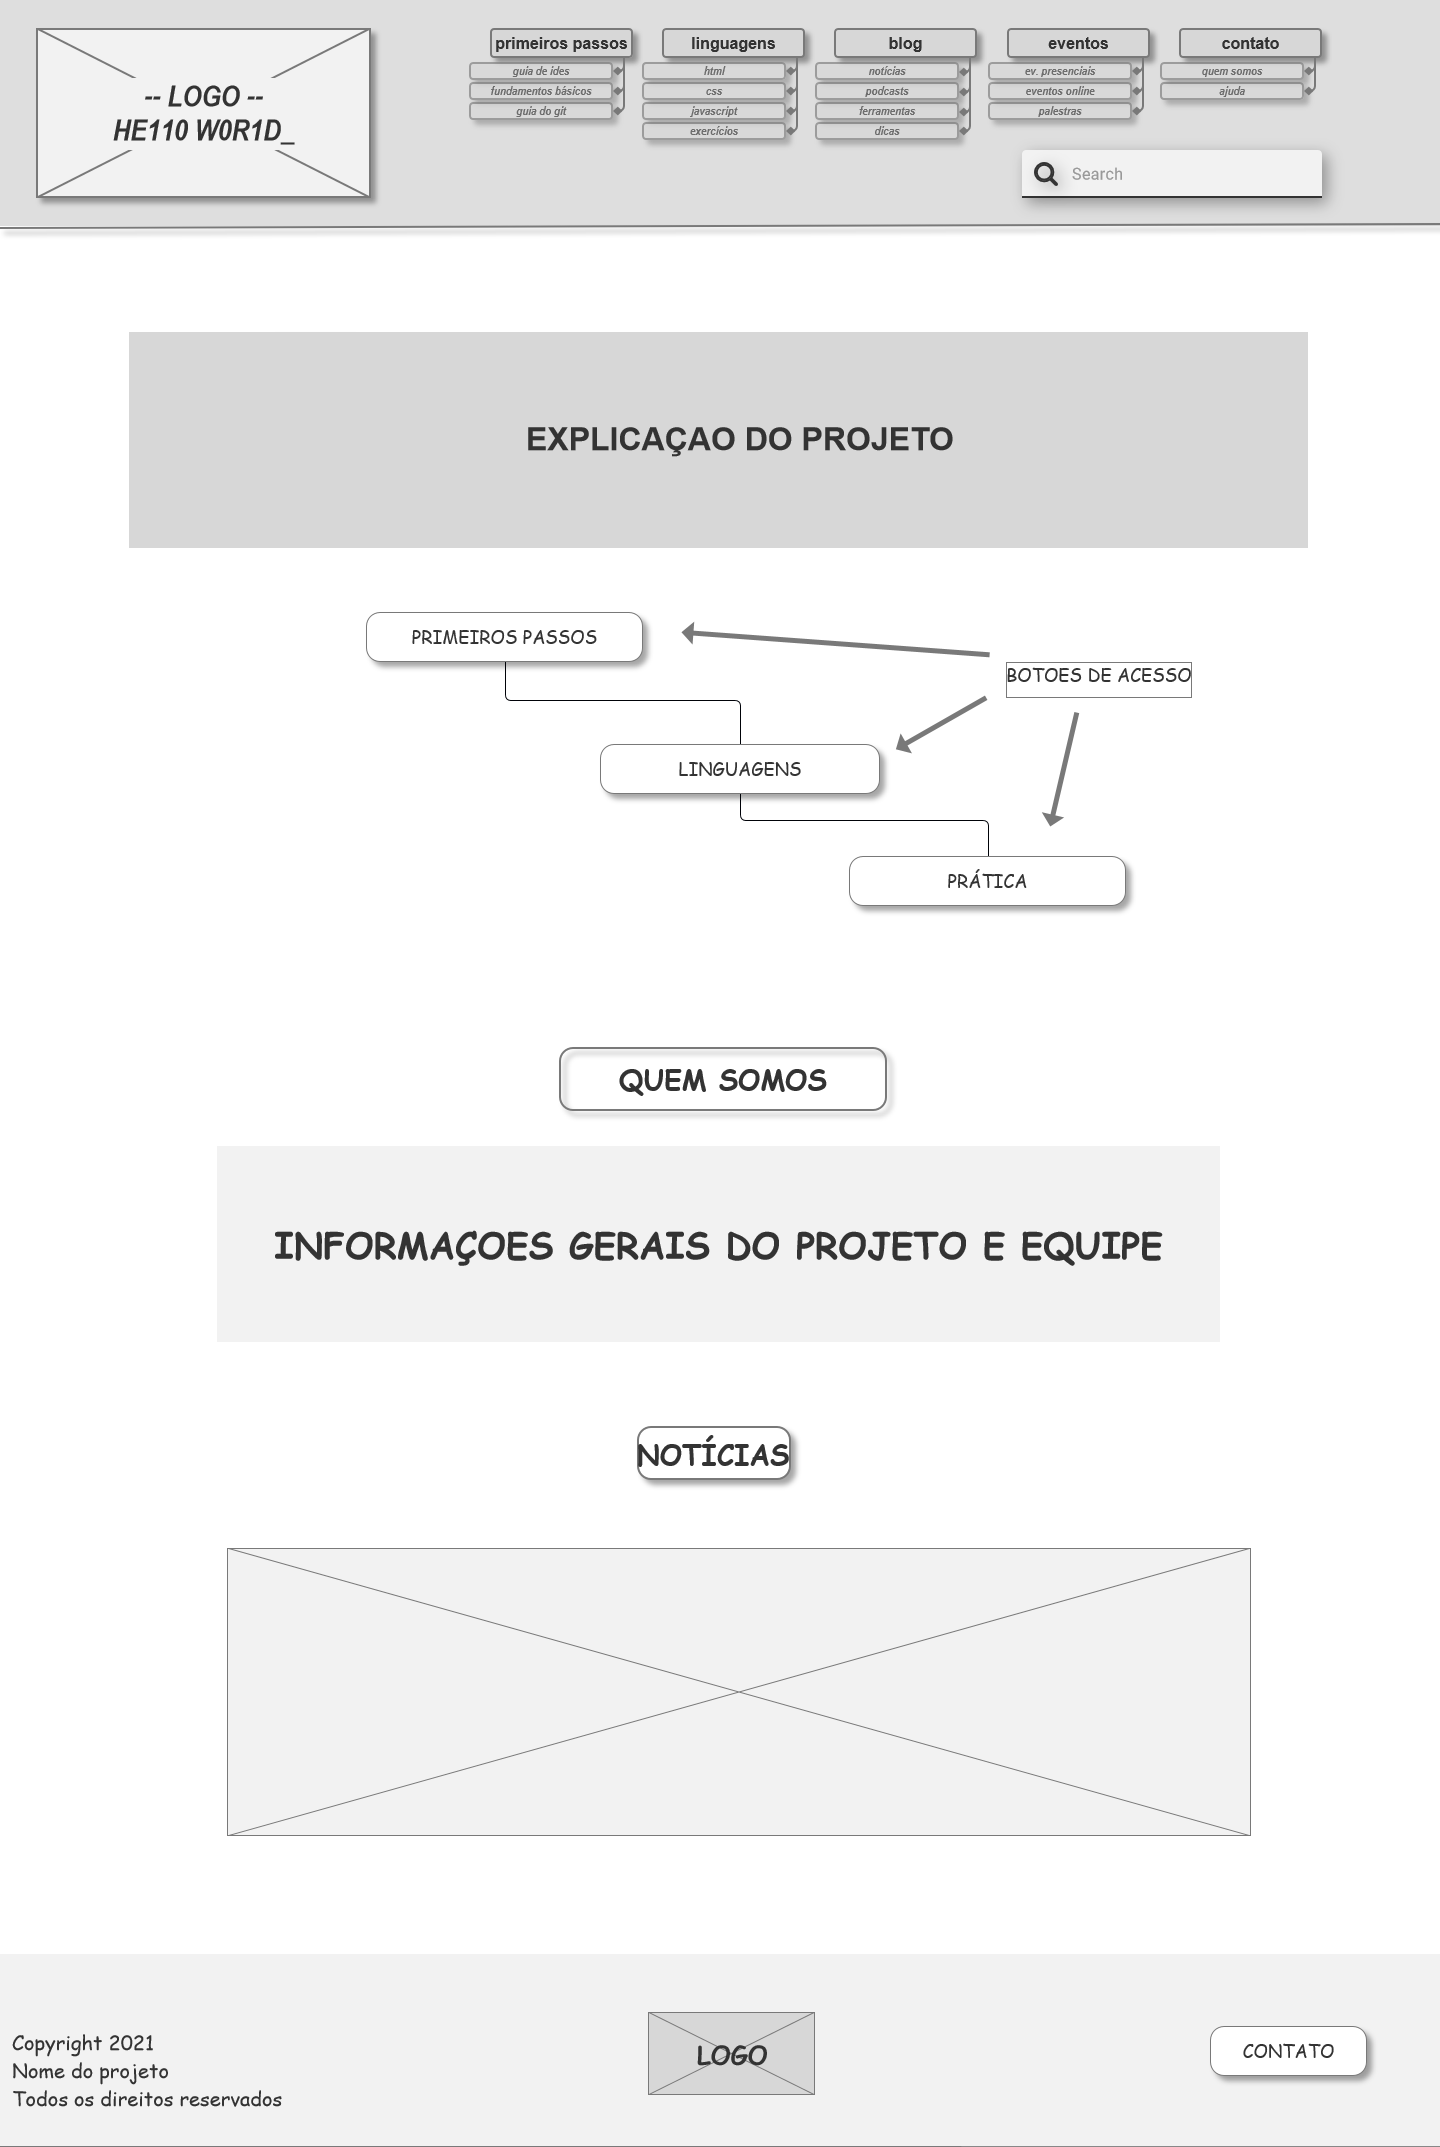 -- LOGO --
HE110 W0R1D_
primeiros passos
guia de ides
fundamentos básicos
guia do git
linguagens
html
css
javascript
exercícios
blog
notícias
podcasts
ferramentas
dicas
eventos
ev. presenciais
eventos online
palestras
contato
quem somos
ajuda
Search
EXPLICAÇAO DO PROJETO
PRIMEIROS PASSOS
BOTOES DE ACESSO
LINGUAGENS
PRÁTICA
QUEM SOMOS
INFORMAÇOES GERAIS DO PROJETO E EQUIPE
NOTÍCIAS
Copyright 2021
Nome do projeto
Todos os direitos reservados
LOGO
CONTATO